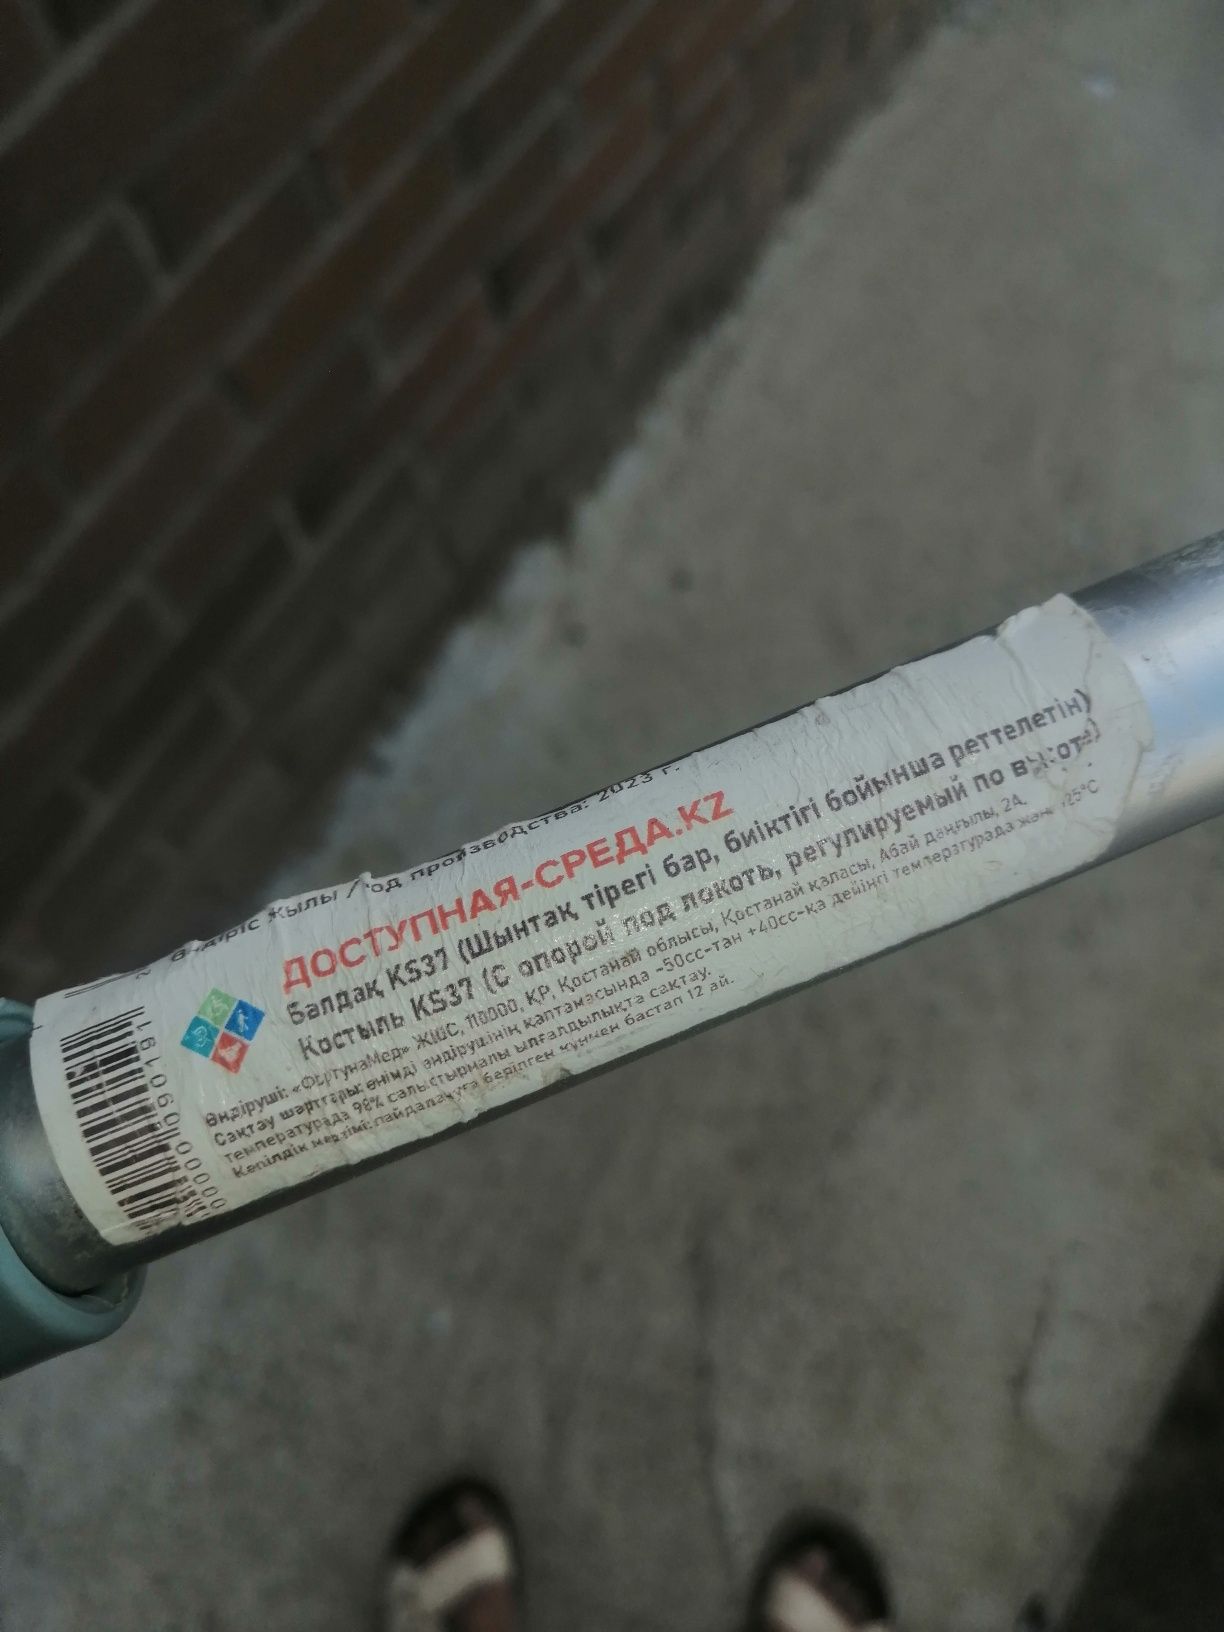 Өндіріс жылы / Год производства: 2023 г.
ДОСТУПНАЯ-СРЕДА.KZ
Балдақ KS37 (Шынтақ тірегі бар, биіктігі бойынша реттелетін)
Костыль KS37 (С опорой под локоть, регулируемый по высоте)
Өндіруші: «ФортунаМед» ЖШС, 110000, ҚР, Қостанай облысы, Қостанай қаласы, Абай даңғылы, 2А,
Сақтау шарттары: өнімді өндірушінің қаптамасында -50сс-тан +40сс-қа дейінгі температурада және +25°C
температурада 98% салыстырмалы ылғалдылықта сақтау.
Кепілдік мерзімі: пайдалануға берілген күннен бастап 12 ай.